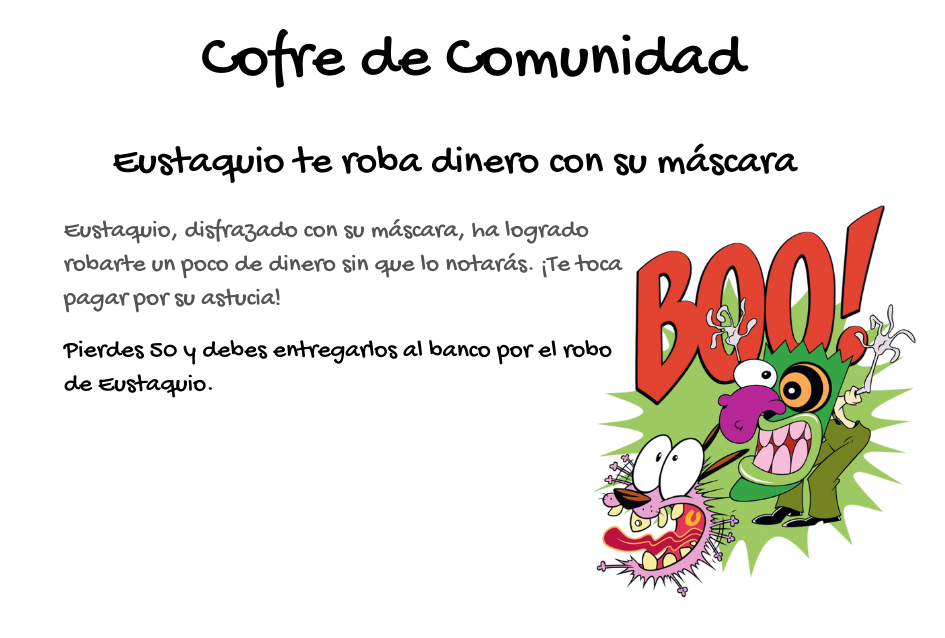 Cofre de Comunidad
Eustaquio te roba dinero con su máscara
Eustaquio, disfrazado con su máscara, ha logrado
robarte un poco de dinero sin que lo notarás. ¡Te toca
pagar por su astucia!
BOO!
Pierdes 50 y debes entregarlos al banco por el robo
de Eustaquio.